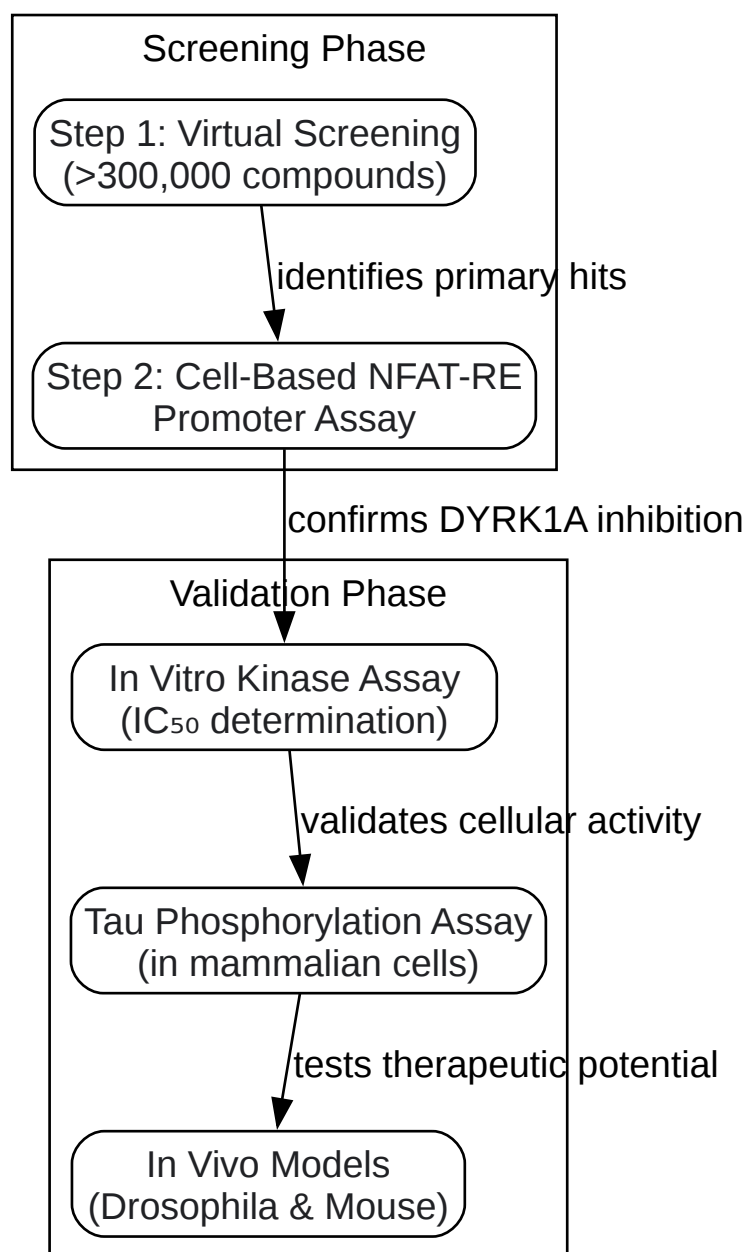 Screening Phase
Step 1: Virtual Screening
(>300,000 compounds)
identifies primary hits
Step 2: Cell-Based NFAT-RE
Promoter Assay
confirms DYRK1A inhibition
Validation Phase
In Vitro Kinase Assay
(IC₅₀ determination)
validates cellular activity
Tau Phosphorylation Assay
(in mammalian cells)
tests therapeutic potential
In Vivo Models
(Drosophila & Mouse)